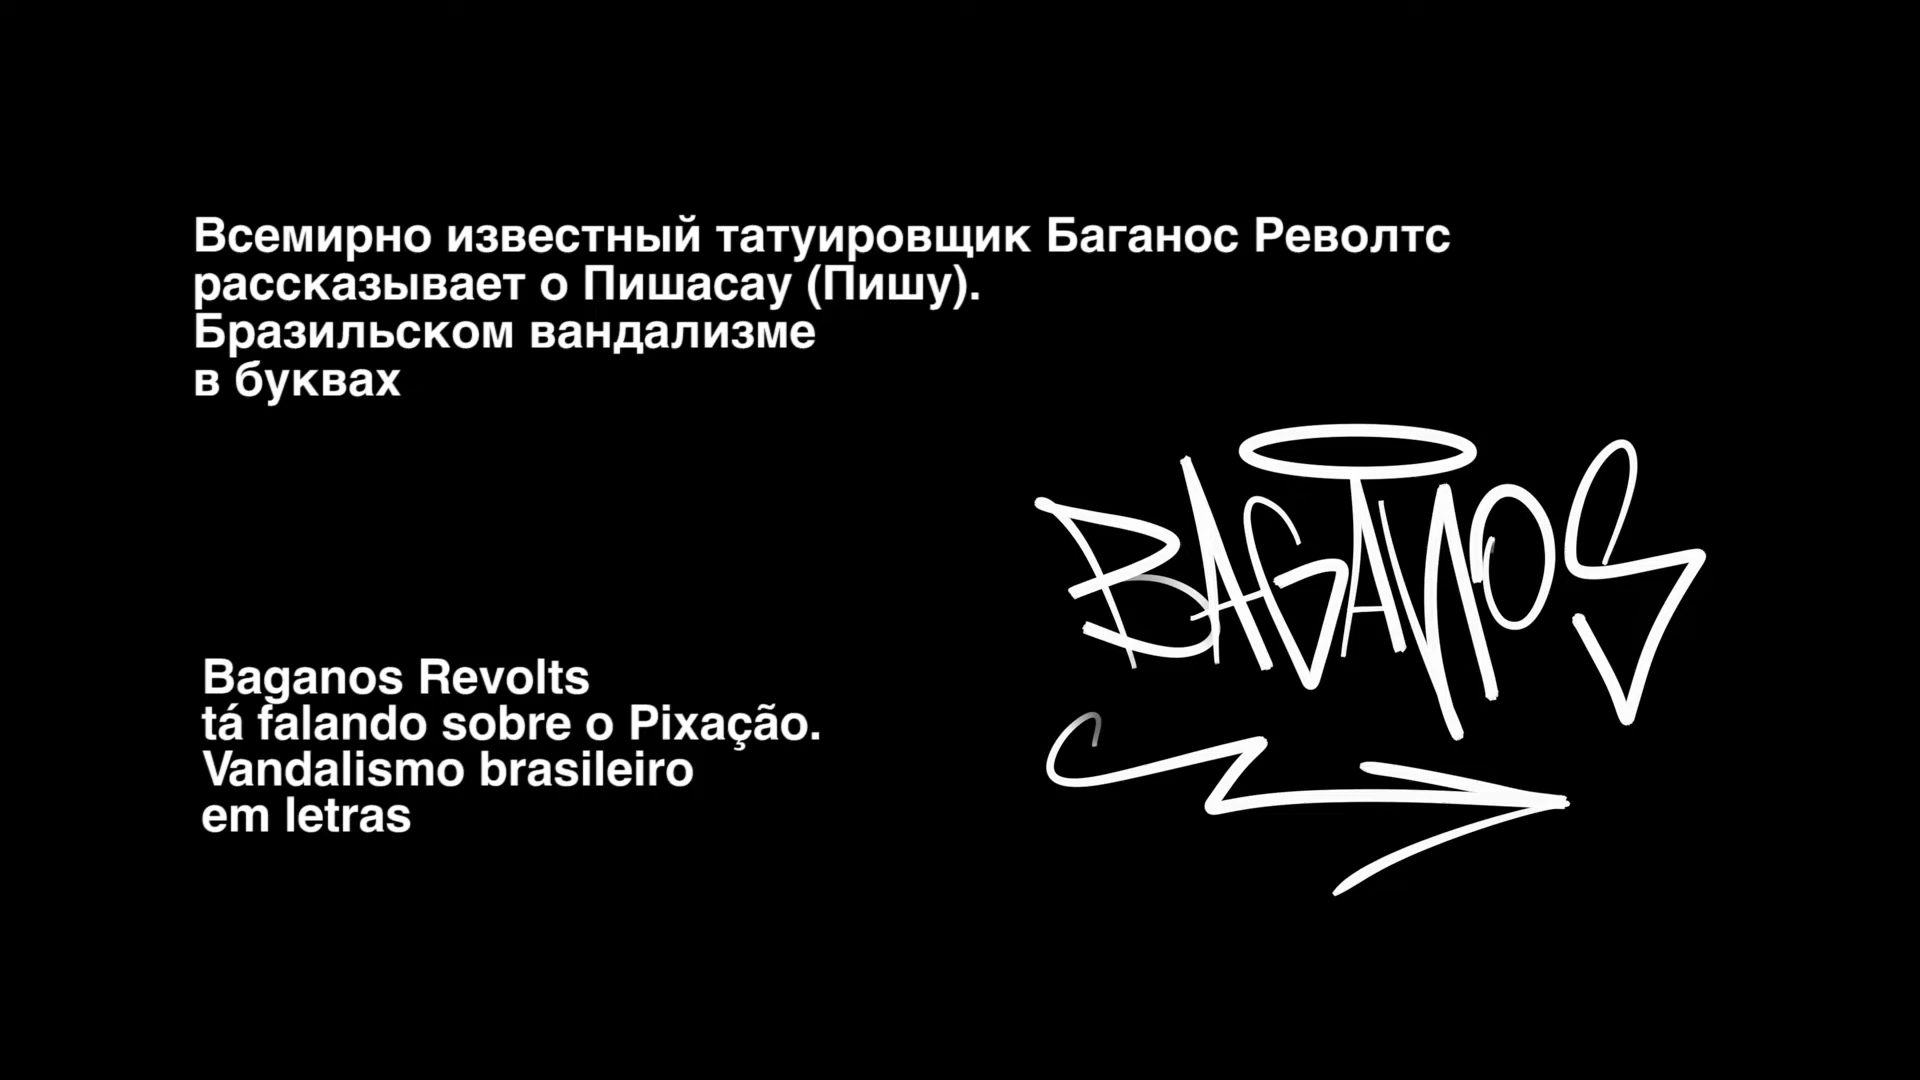 Всемирно известный татуировщик Баганос Револтс
рассказывает о Пишасау (Пишу).
Бразильском вандализме
в буквах
BAGANOS
Baganos Revolts
tá falando sobre o Pixação.
Vandalismo brasileiro
em letras